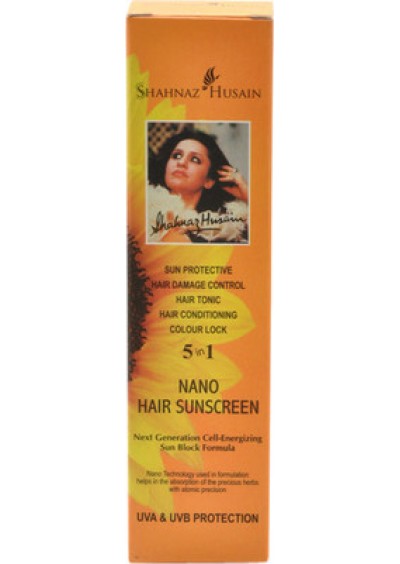 SHAHNAZ HUSAIN
Shahnaz Husain
SUN PROTECTIVE
HAIR DAMAGE CONTROL
HAIR TONIC
HAIR CONDITIONING
COLOUR LOCK
5 in 1
NANO
HAIR SUNSCREEN
Next Generation Cell-Energizing
Sun Block Formula
Nano Technology used in formulation
helps in the absorption of the precious herbs
with atomic precision
UVA & UVB PROTECTION